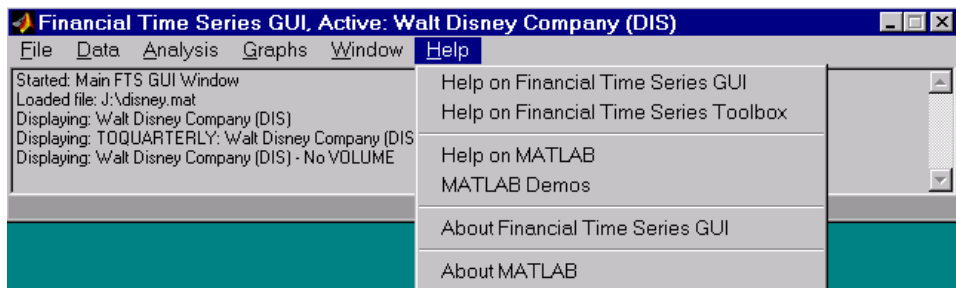 Financial Time Series GUI, Active: Walt Disney Company (DIS)
File Data Analysis Graphs Window Help
Started: Main FTS GUI Window
Loaded file: J:\disney.mat
Displaying: Walt Disney Company (DIS)
Displaying: TOQUARTERLY: Walt Disney Company (DIS
Displaying: Walt Disney Company (DIS) - No VOLUME
Help on Financial Time Series GUI
Help on Financial Time Series Toolbox
Help on MATLAB
MATLAB Demos
About Financial Time Series GUI
About MATLAB